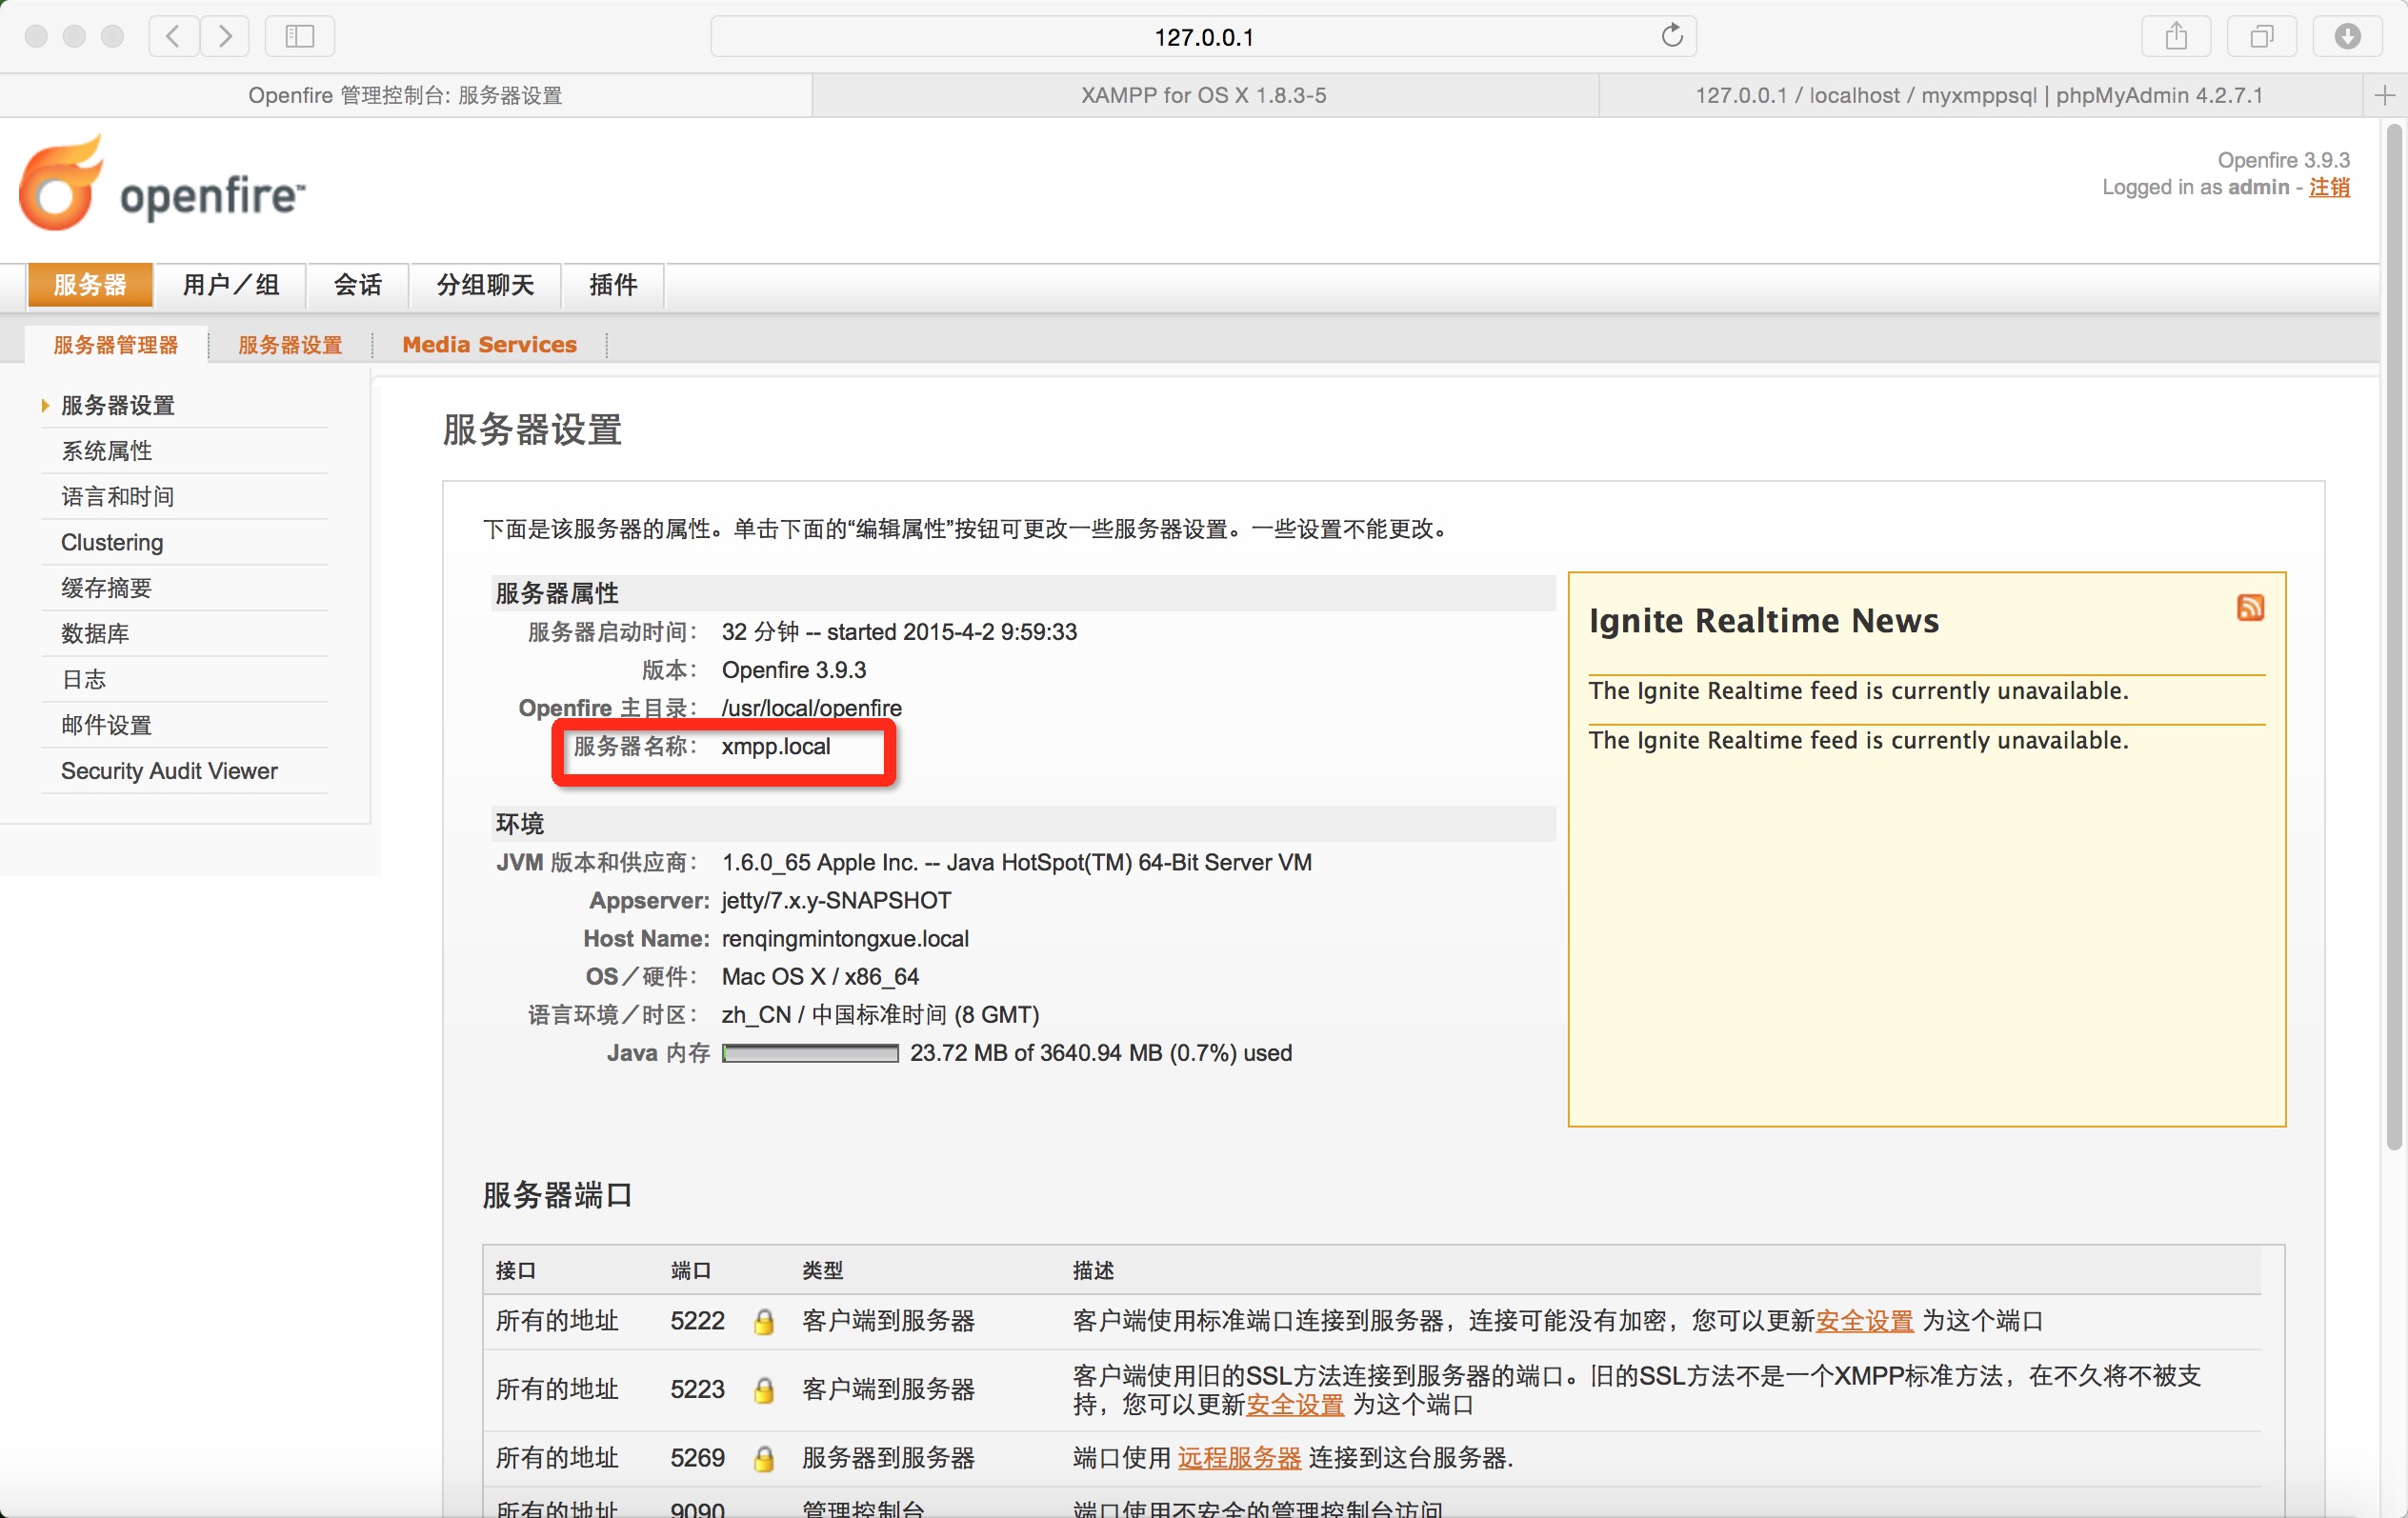 127.0.0.1
Openfire 管理控制台: 服务器设置
XAMPP for OS X 1.8.3-5
127.0.0.1 / localhost / myxmppsql | phpMyAdmin 4.2.7.1
openfire™
Openfire 3.9.3
Logged in as admin - 注销
服务器 用户／组 会话 分组聊天 插件
服务器管理器 服务器设置 Media Services
服务器设置
系统属性
语言和时间
Clustering
缓存摘要
数据库
日志
邮件设置
Security Audit Viewer
服务器设置
下面是该服务器的属性。单击下面的“编辑属性”按钮可更改一些服务器设置。一些设置不能更改。
服务器属性
服务器启动时间： 32 分钟 -- started 2015-4-2 9:59:33
版本： Openfire 3.9.3
Openfire 主目录： /usr/local/openfire
服务器名称： xmpp.local
环境
JVM 版本和供应商： 1.6.0_65 Apple Inc. -- Java HotSpot(TM) 64-Bit Server VM
Appserver: jetty/7.x.y-SNAPSHOT
Host Name: renqingmintongxue.local
OS／硬件： Mac OS X / x86_64
语言环境／时区： zh_CN / 中国标准时间 (8 GMT)
Java 内存 23.72 MB of 3640.94 MB (0.7%) used
Ignite Realtime News
The Ignite Realtime feed is currently unavailable.
The Ignite Realtime feed is currently unavailable.
服务器端口
接口 端口 类型 描述
所有的地址 5222 客户端到服务器 客户端使用标准端口连接到服务器，连接可能没有加密，您可以更新安全设置 为这个端口
所有的地址 5223 客户端到服务器 客户端使用旧的SSL方法连接到服务器的端口。旧的SSL方法不是一个XMPP标准方法，在不久将不被支
持，您可以更新安全设置 为这个端口
所有的地址 5269 服务器到服务器 端口使用 远程服务器 连接到这台服务器.
所有的地址 9090 管理控制台 端口使用不安全的管理控制台访问